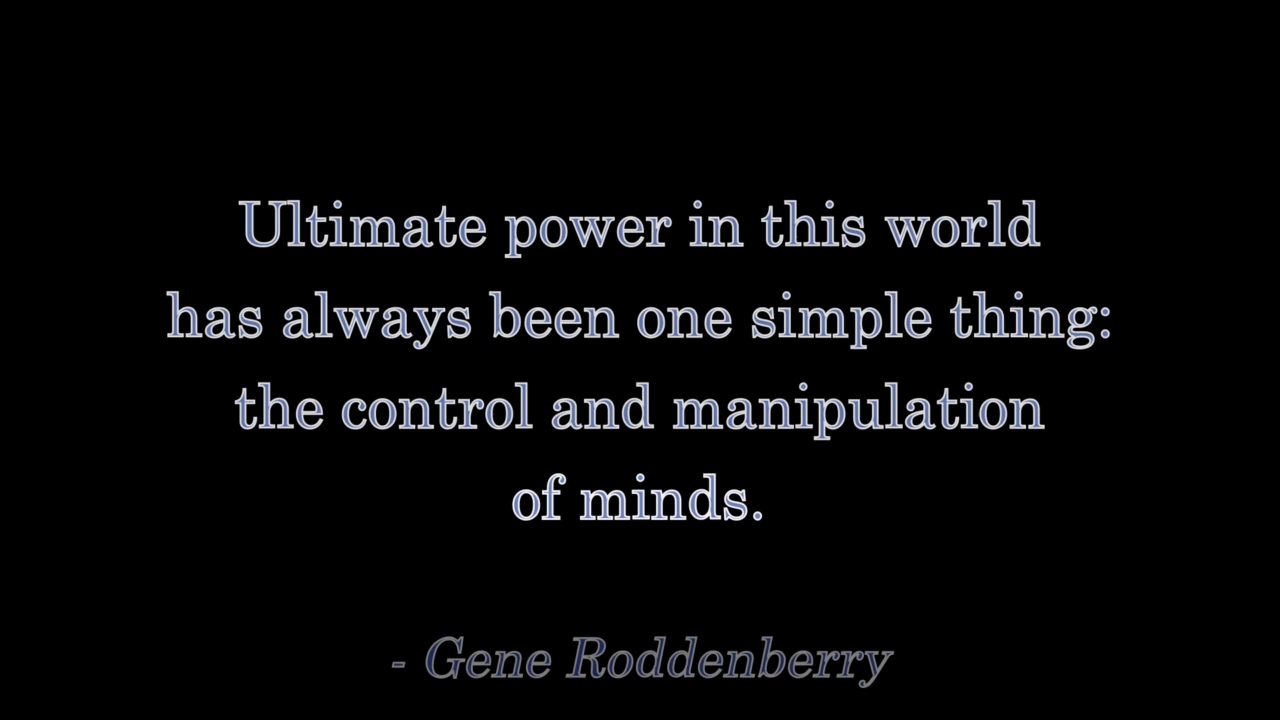 Ultimate power in this world
has always been one simple thing:
the control and manipulation
of minds.
- Gene Roddenberry